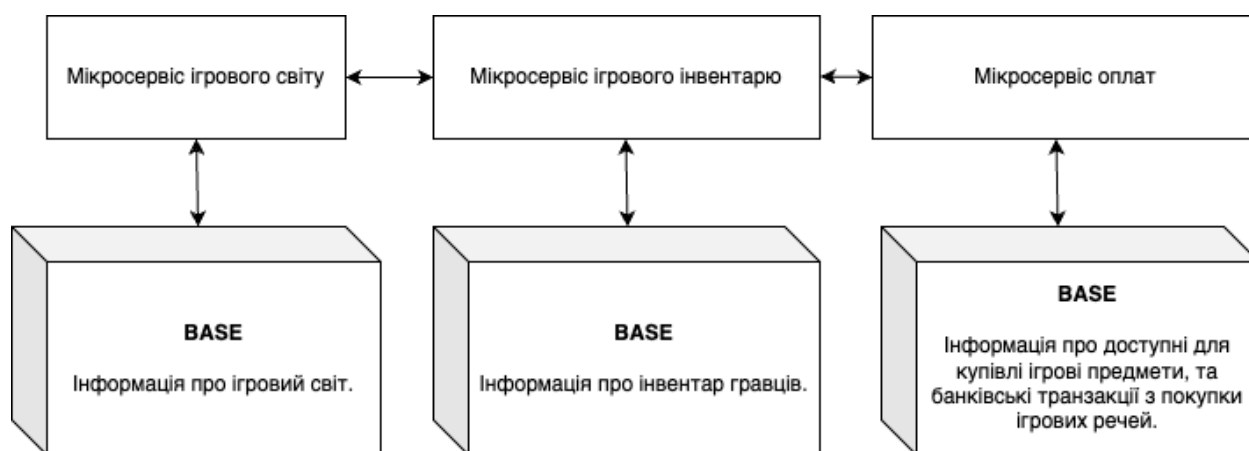 Мікросервіс ігрового світу
Мікросервіс ігрового інвентарю
Мікросервіс оплат
BASE
Інформація про ігровий світ.
BASE
Інформація про інвентар гравців.
BASE
Інформація про доступні для
купівлі ігрові предмети, та
банківські транзакції з покупки
ігрових речей.